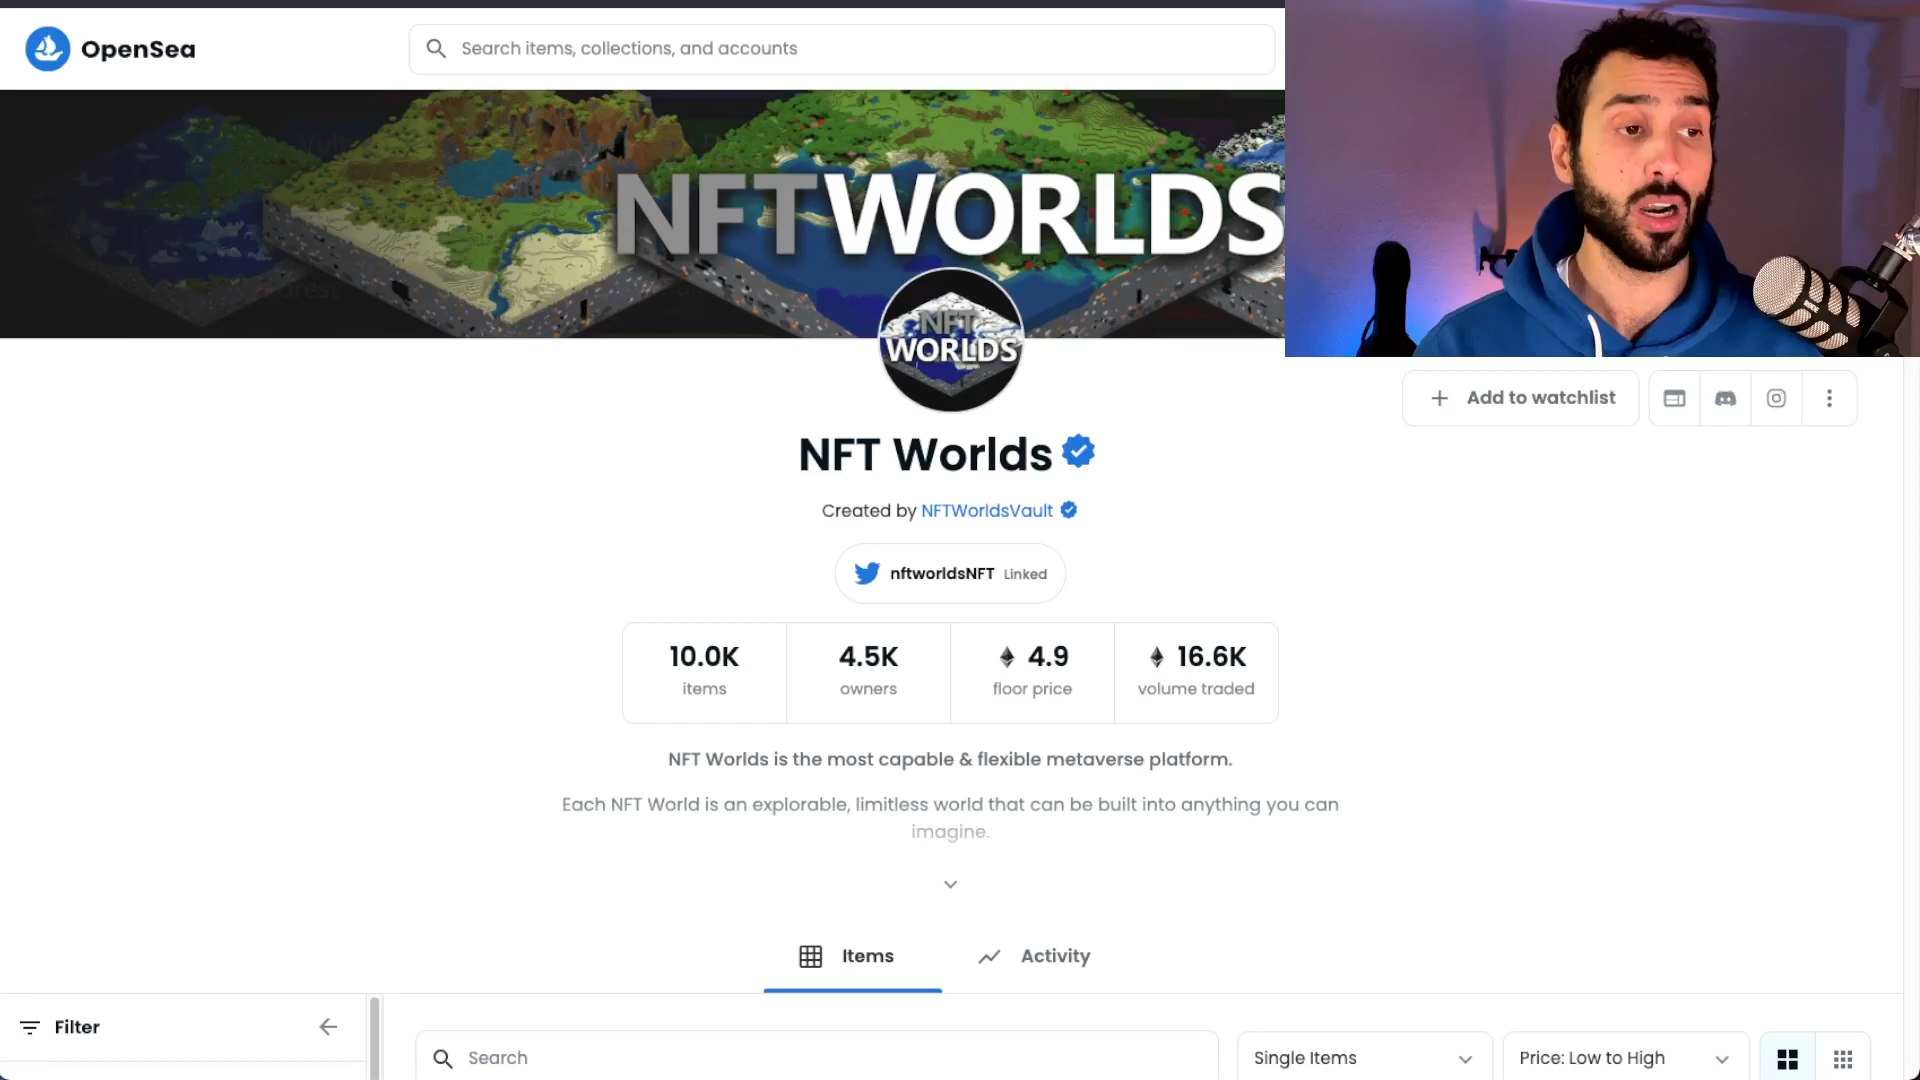 OpenSea
Search items, collections, and accounts
NFTWORLDS
NFT
WORLDS
Add to watchlist
NFT Worlds
Created by NFTWorldsVault
nftworldsNFT Linked
10.0K
items
4.5K
owners
4.9
floor price
16.6K
volume traded
NFT Worlds is the most capable & flexible metaverse platform.
Each NFT World is an explorable, limitless world that can be built into anything you can
imagine.
Items
Activity
Filter
Search
Single Items
Price: Low to High